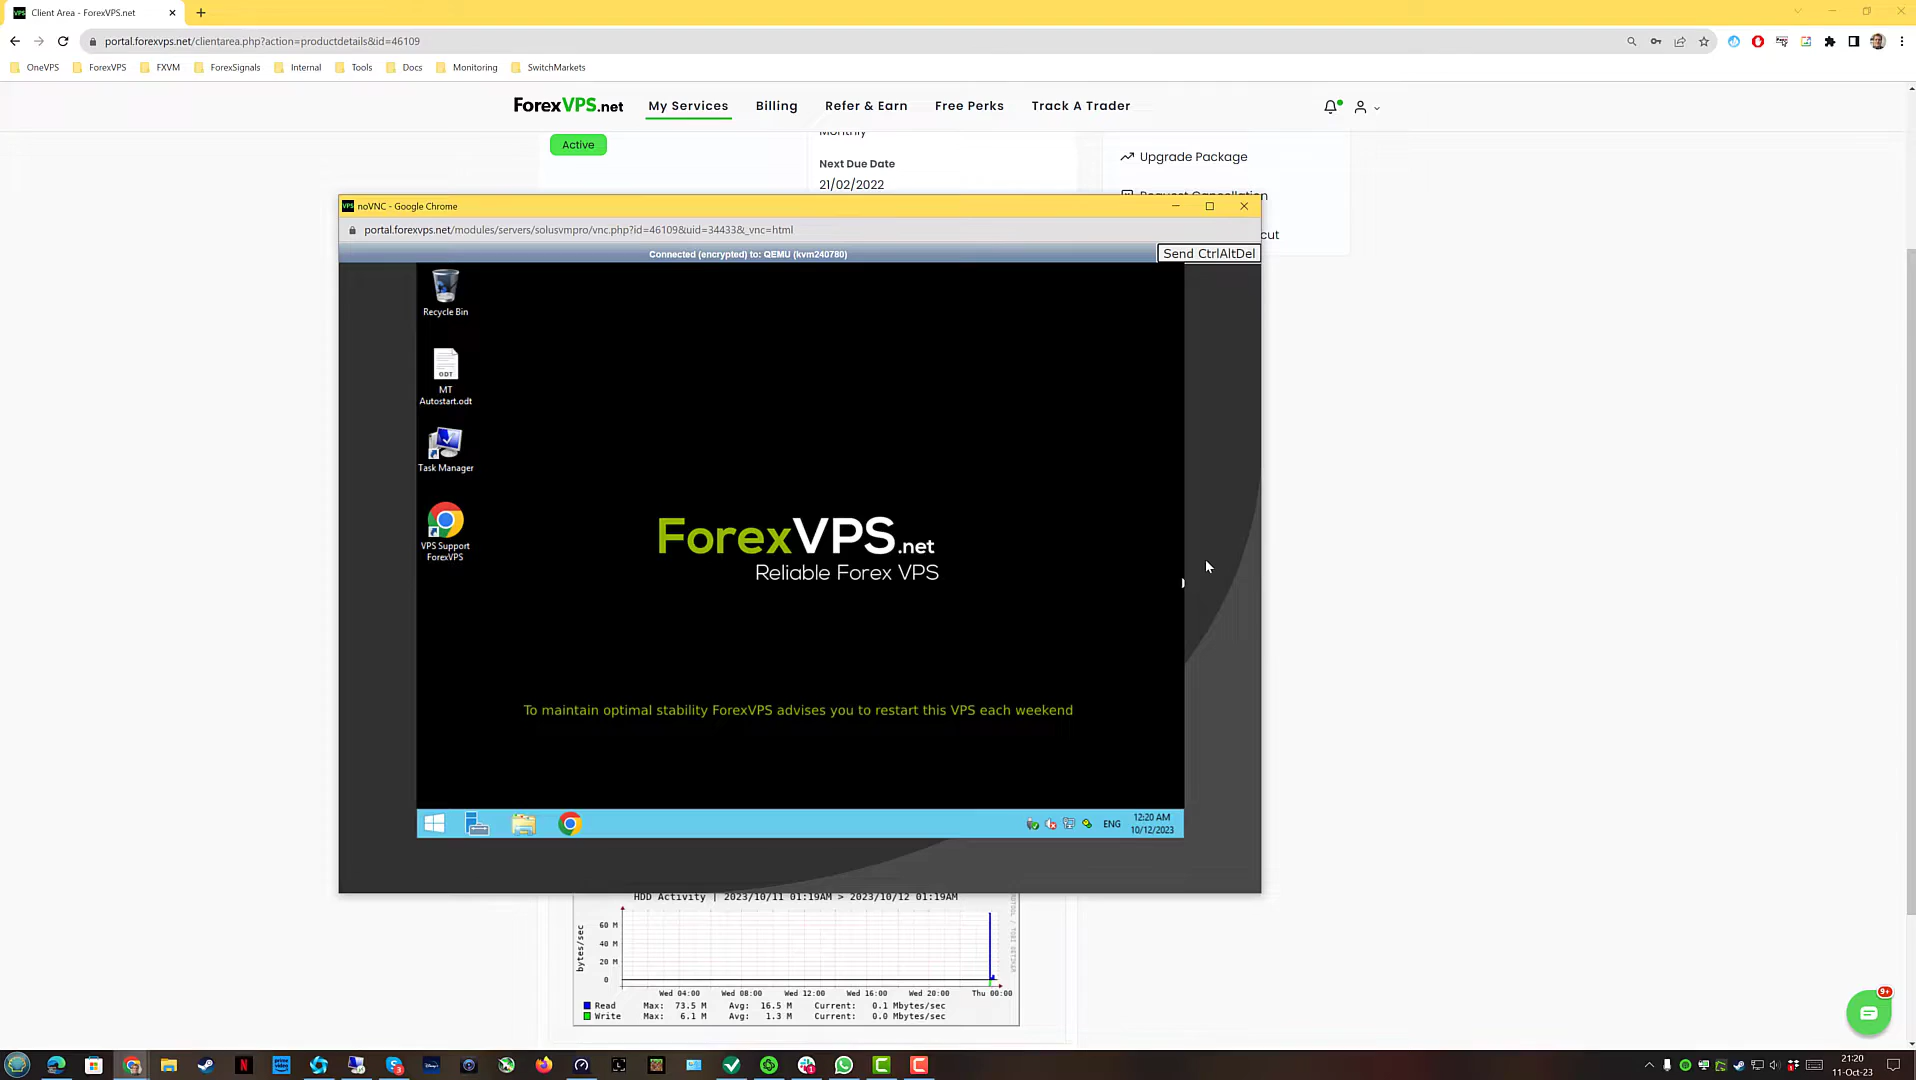 Client Area - ForexVPS.net
portal.forexvps.net/clientarea.php?action=productdetails&id=46109
OneVPS ForexVPS FXVM ForexSignals Internal Tools Docs Monitoring SwitchMarkets
ForexVPS.net My Services Billing Refer & Earn Free Perks Track A Trader
Monthly
Active
Next Due Date
21/02/2022
Upgrade Package
Request Cancellation
noVNC - Google Chrome
portal.forexvps.net/modules/servers/solusvmpro/vnc.php?id=46109&uid=34433&_vnc=html
Connected (encrypted) to: QEMU (kvm240780)
Send CtrlAltDel
Recycle Bin
ODT
MT
Autostart.odt
Task Manager
VPS Support
ForexVPS
ForexVPS.net
Reliable Forex VPS
To maintain optimal stability ForexVPS advises you to restart this VPS each weekend
ENG
12:20 AM
10/12/2023
HDD Activity | 2023/10/11 01:19AM > 2023/10/12 01:19AM
bytes/sec
60 M
40 M
20 M
0
Wed 04:00 Wed 08:00 Wed 12:00 Wed 16:00 Wed 20:00 Thu 00:00
Read Max: 73.5 M Avg: 16.5 M Current: 0.1 Mbytes/sec
Write Max: 6.1 M Avg: 1.3 M Current: 0.0 Mbytes/sec
9+
21:20
11-Oct-23